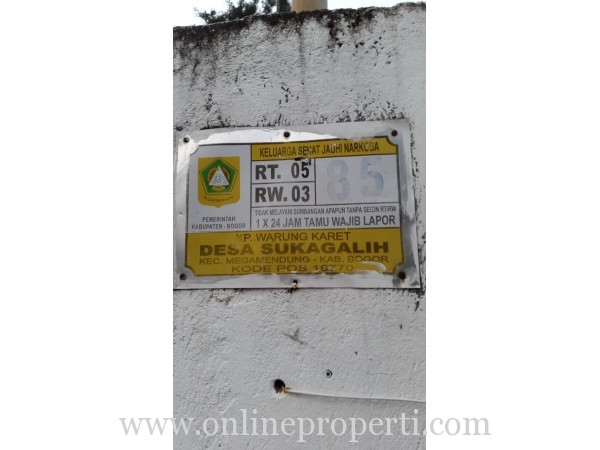 KELUARGA SEHAT JAUHI NARKOBA
RT. 05
RW. 03
85
PEMERINTAH
KABUPATEN - BOGOR
TIDAK MELAYANI SUMBANGAN APAPUN TANPA SEIZIN RT/RW
1 X 24 JAM TAMU WAJIB LAPOR
KP. WARUNG KARET
DESA SUKAGALIH
KEC. MEGAMENDUNG - KAB. BOGOR
KODE POS 16770
www.onlineproperti.com